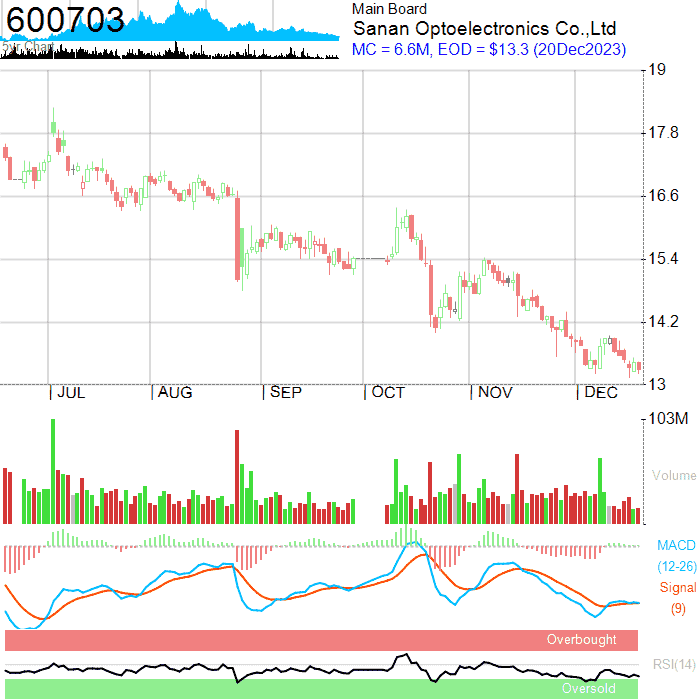 600703
5yr Chart
Main Board
Sanan Optoelectronics Co.,Ltd
MC = 6.6M, EOD = $13.3 (20Dec2023)
19
17.8
16.6
15.4
14.2
13
JUL AUG SEP OCT NOV DEC
103M
Volume
MACD
(12-26)
Signal
(9)
Overbought
RSI(14)
Oversold